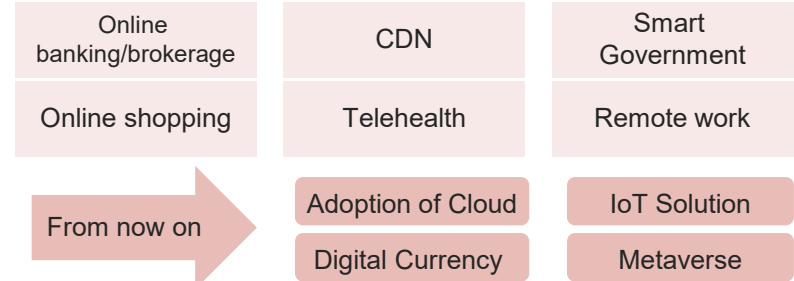 Online
banking/brokerage
CDN
Smart
Government
Online shopping
Telehealth
Remote work
From now on
Adoption of Cloud
IoT Solution
Digital Currency
Metaverse